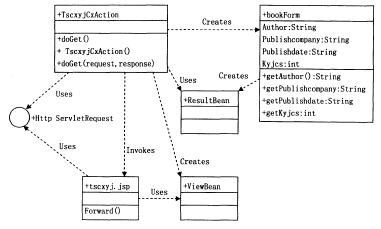 +TscxyjCxAction
+doGet()
+ TscxyjCxAction()
+doGet(request, response)
Creates
+bookForm
Author:String
Publishcompany:String
Publishdate:String
Kyjcs:int
+getAuthor():String
+getPublishcompany:String
+getPublishdate:String
+getKyjcs:int
Uses
Creates
Uses
+ResultBean
+Http ServletRequest
Uses
Invokes
Creates
+tscxyj.jsp
Forward()
Uses
+ViewBean